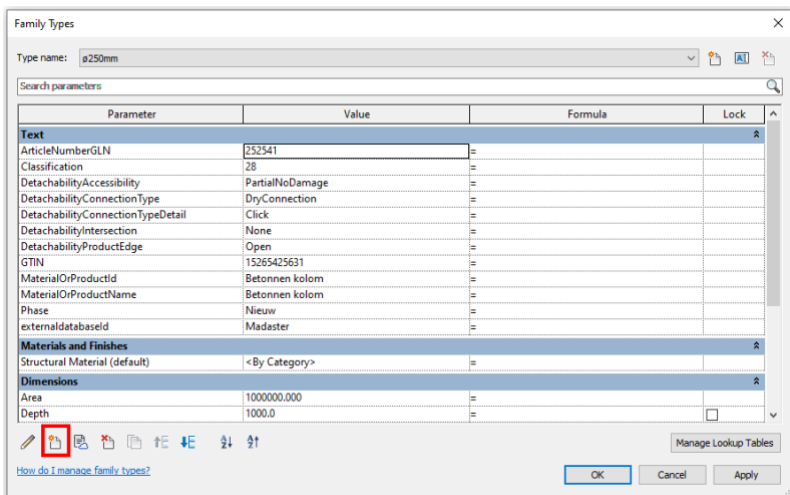 Family Types
Type name: ø250mm
Search parameters
Parameter Value Formula Lock
Text
ArticleNumberGLN 252541 =
Classification 28 =
DetachabilityAccessibility PartialNoDamage =
DetachabilityConnectionType DryConnection =
DetachabilityConnectionTypeDetail Click =
DetachabilityIntersection None =
DetachabilityProductEdge Open =
GTIN 15265425631 =
MaterialOrProductId Betonnen kolom =
MaterialOrProductName Betonnen kolom =
Phase Nieuw =
externaldatabaseId Madaster =
Materials and Finishes
Structural Material (default) <By Category> =
Dimensions
Area 1000000.000 =
Depth 1000.0 =
Manage Lookup Tables
How do I manage family types?
OK Cancel Apply